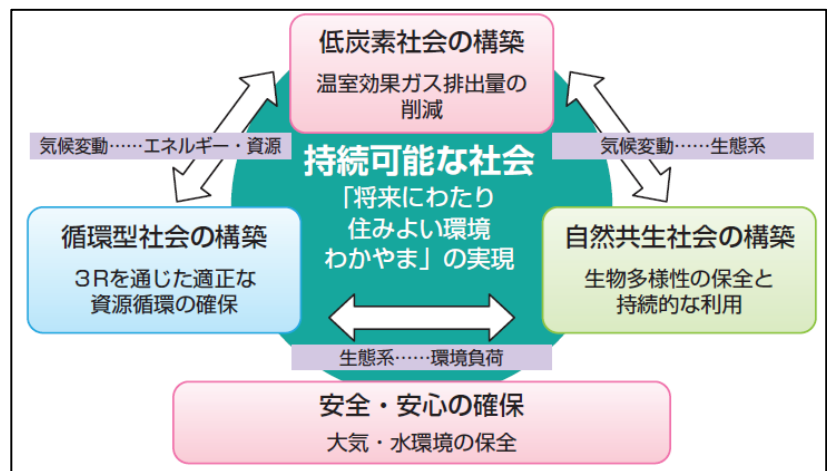 低炭素社会の構築
温室効果ガス排出量の
削減
気候変動……エネルギー・資源
気候変動……生態系
持続可能な社会
「将来にわたり
住みよい環境
わかやま」の実現
循環型社会の構築
3Rを通じた適正な
資源循環の確保
自然共生社会の構築
生物多様性の保全と
持続的な利用
生態系……環境負荷
安全・安心の確保
大気・水環境の保全